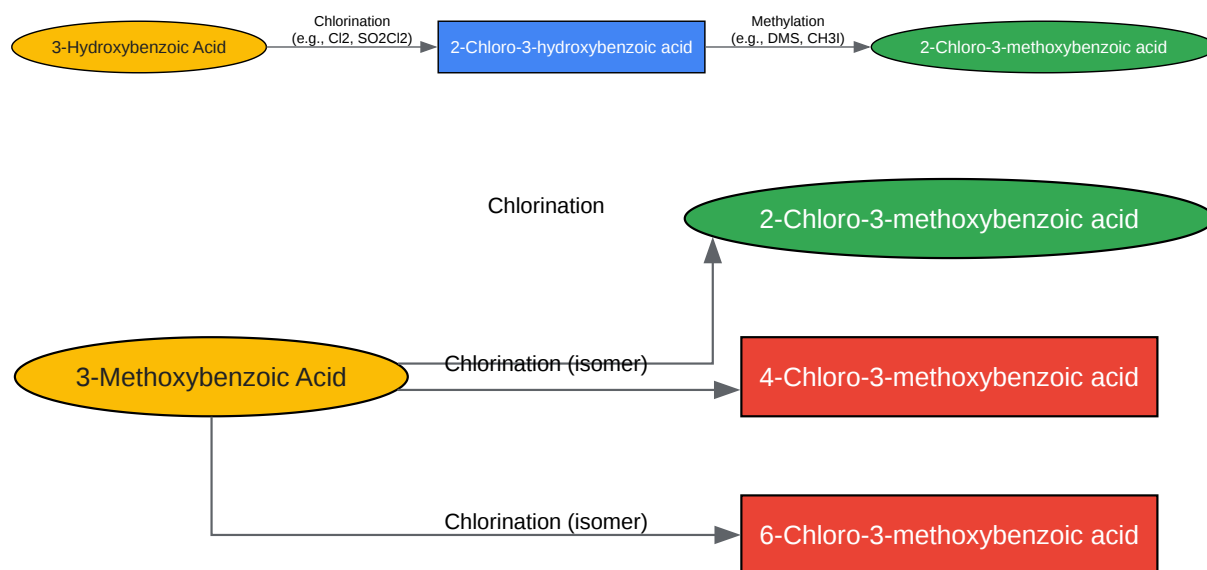 Chlorination
(e.g., Cl2, SO2Cl2)
Methylation
(e.g., DMS, CH3I)
3-Hydroxybenzoic Acid
2-Chloro-3-hydroxybenzoic acid
2-Chloro-3-methoxybenzoic acid
Chlorination
2-Chloro-3-methoxybenzoic acid
3-Methoxybenzoic Acid
Chlorination (isomer)
4-Chloro-3-methoxybenzoic acid
Chlorination (isomer)
6-Chloro-3-methoxybenzoic acid